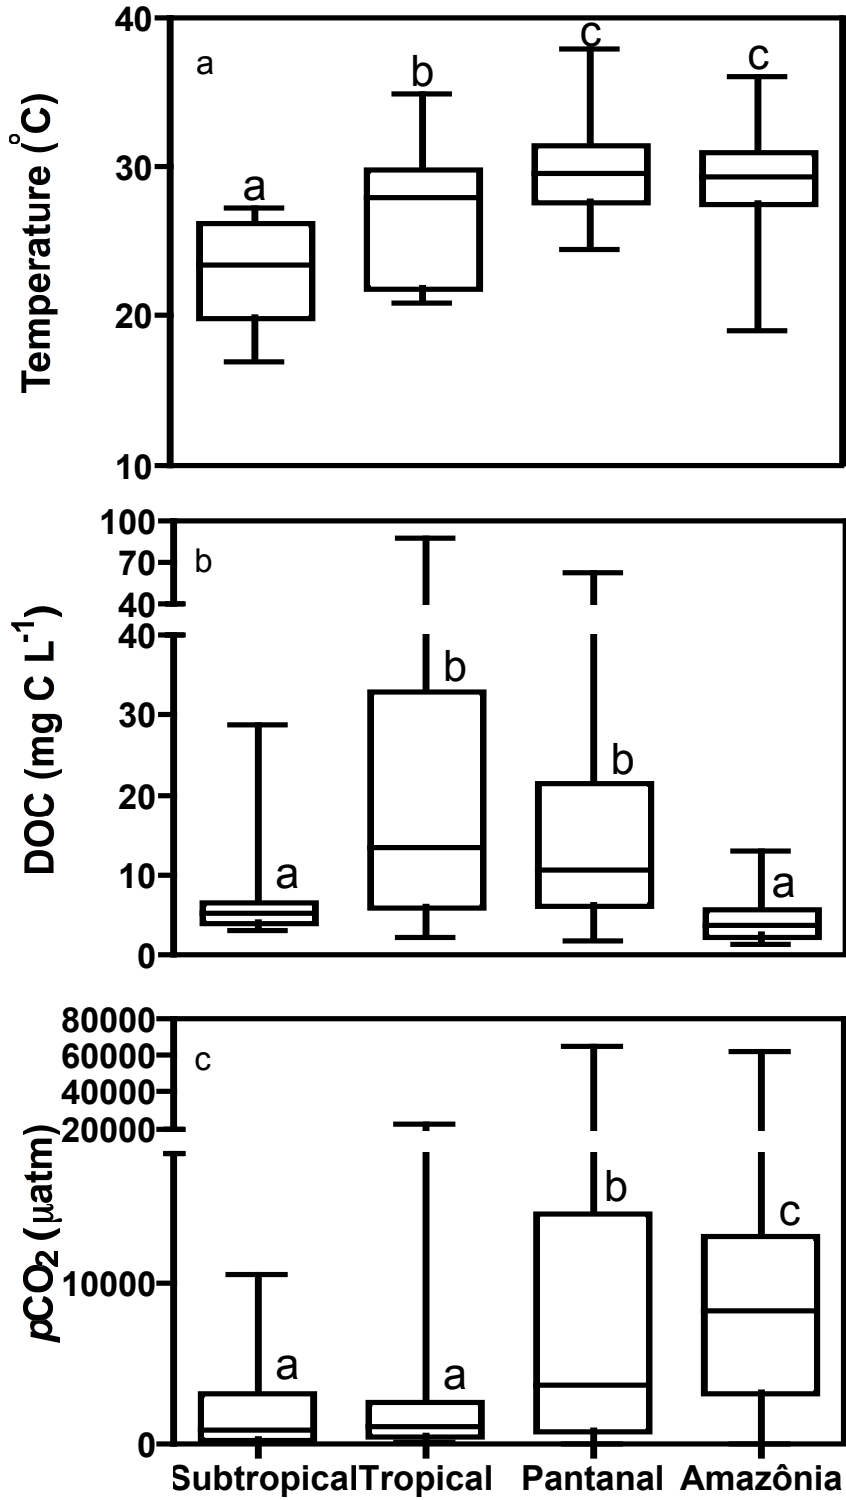 40
30
20
10
Temperature (°C)
a
a
b
c
c
100
70
40
40
30
20
10
0
DOC (mg C L-1)
b
a
b
b
a
80000
60000
40000
20000
10000
0
pCO2 (µatm)
c
a
a
b
c
Subtropical Tropical Pantanal Amazônia